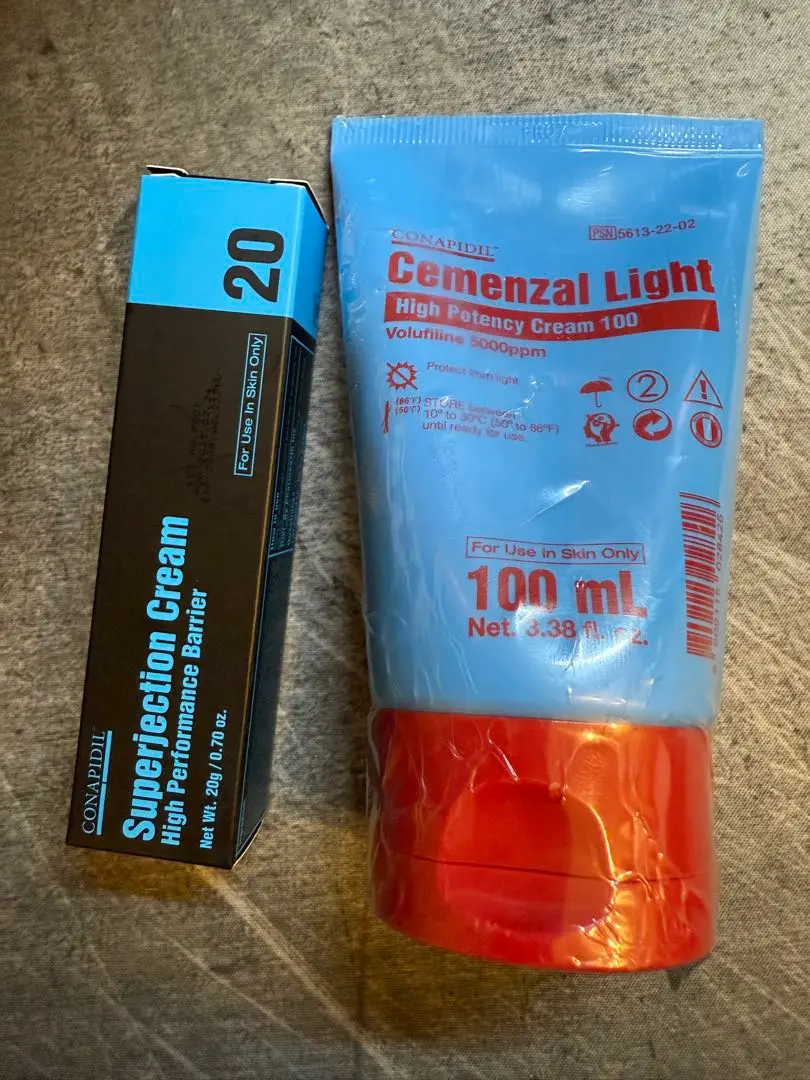 20
For Use In Skin Only
CONAPIDIL
Superjection Cream
High Performance Barrier
Net Wt. 20g / 0.70 oz.
CONAPIDIL™
PSN 5613-22-02
Cemenzal Light
High Potency Cream 100
Volufiline 5000ppm
Protect from light
(86°F)
(50°F)
STORE between
10° to 30°C (50° to 86°F)
until ready for use.
2
For Use In Skin Only
100 mL
Net. 3.38 fl. oz.